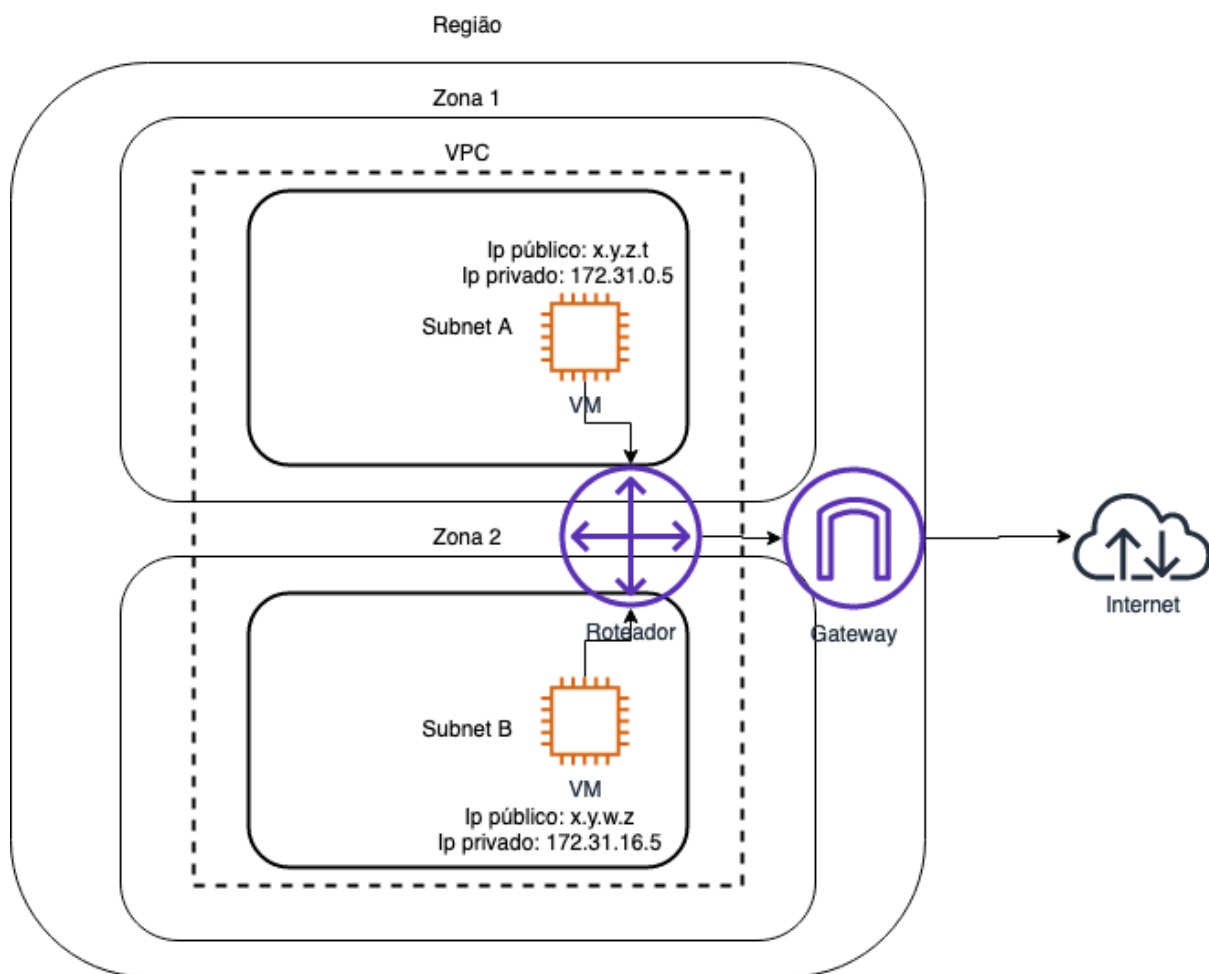 Região
Zona 1
VPC
Ip público: x.y.z.t
Ip privado: 172.31.0.5
Subnet A
VM
Zona 2
Roteador
Gateway
Internet
Subnet B
VM
Ip público: x.y.w.z
Ip privado: 172.31.16.5